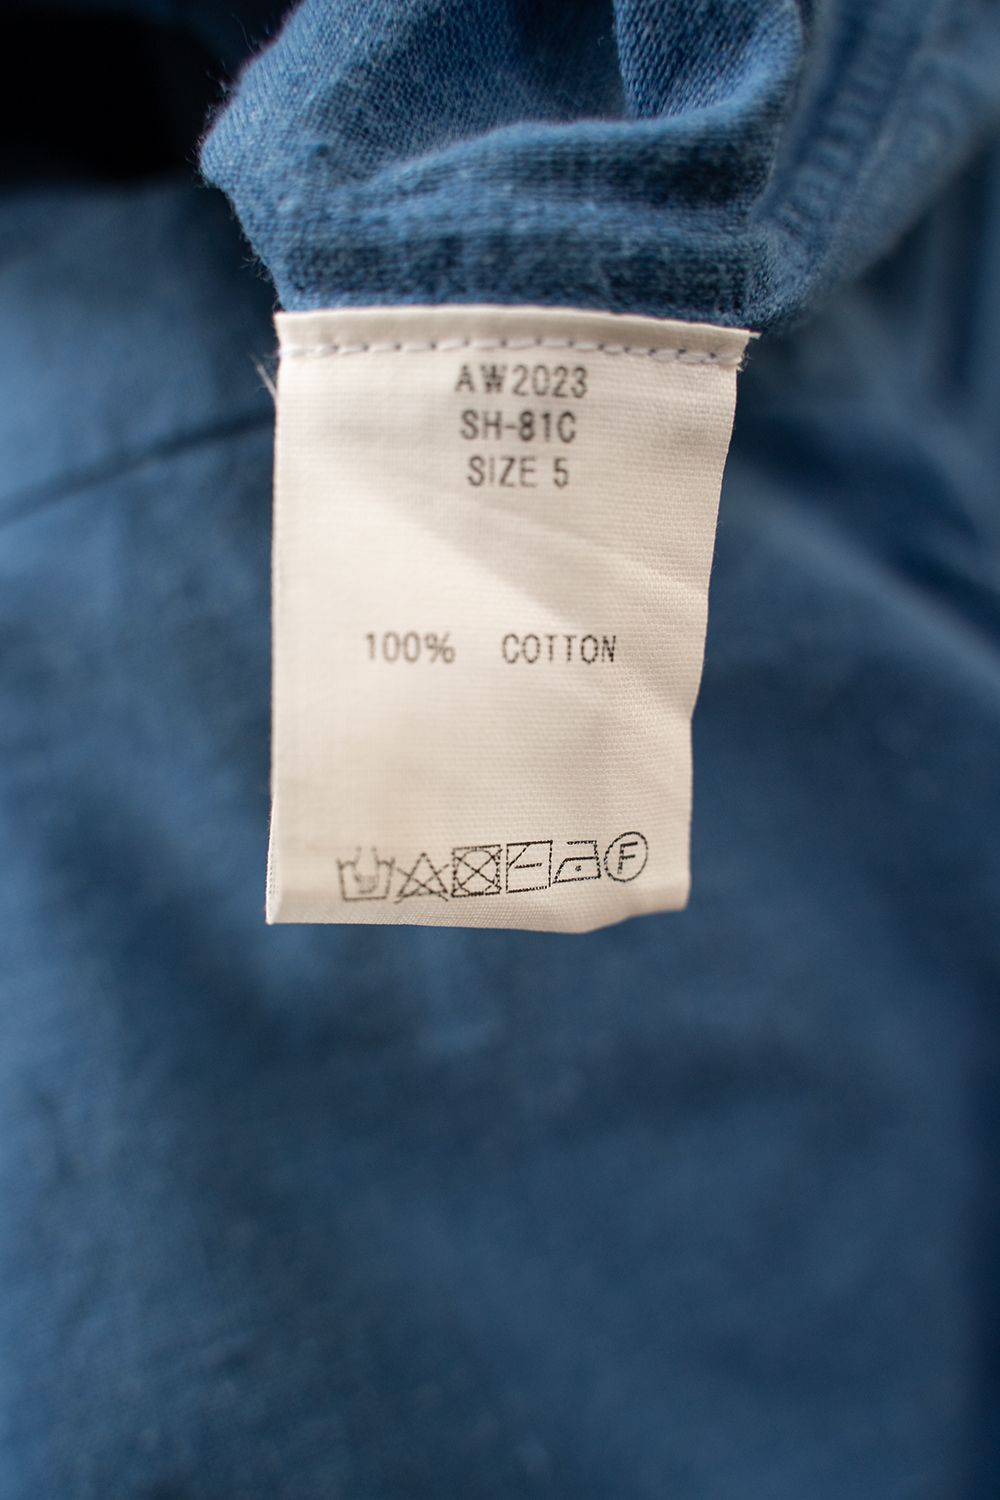 AW2023
SH-81C
SIZE 5
100% COTTON
F